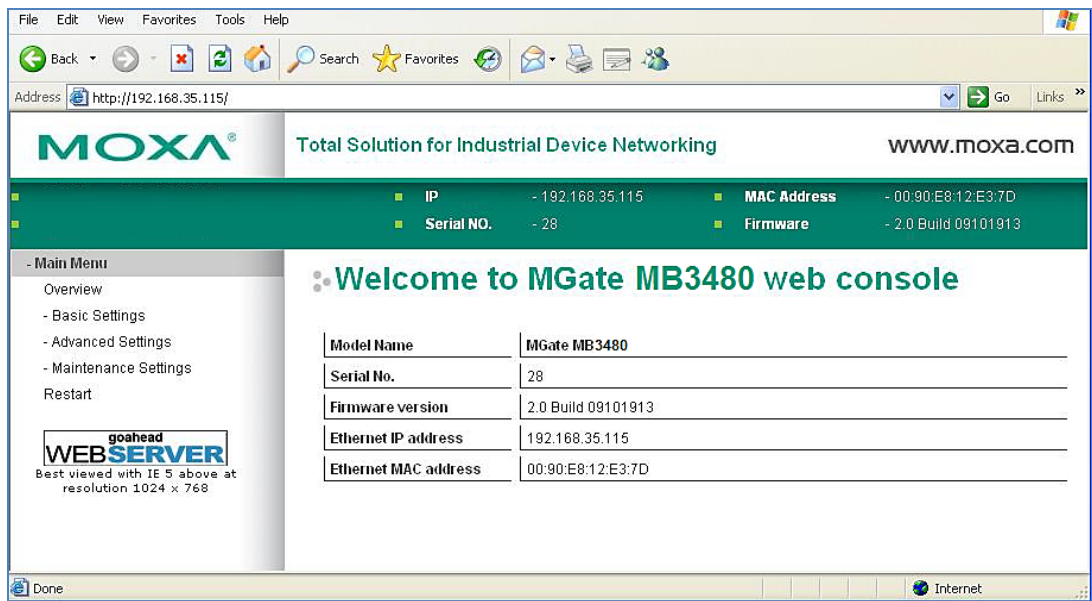 File Edit View Favorites Tools Help
Back Search Favorites
Address http://192.168.35.115/ Go Links »
MOXA® Total Solution for Industrial Device Networking www.moxa.com
IP - 192.168.35.115 MAC Address - 00:90:E8:12:E3:7D
Serial NO. - 28 Firmware - 2.0 Build 09101913
- Main Menu
Overview
- Basic Settings
- Advanced Settings
- Maintenance Settings
Restart
goahead
WEBSERVER
Best viewed with IE 5 above at
resolution 1024 x 768
Welcome to MGate MB3480 web console
Model Name MGate MB3480
Serial No. 28
Firmware version 2.0 Build 09101913
Ethernet IP address 192.168.35.115
Ethernet MAC address 00:90:E8:12:E3:7D
Done Internet